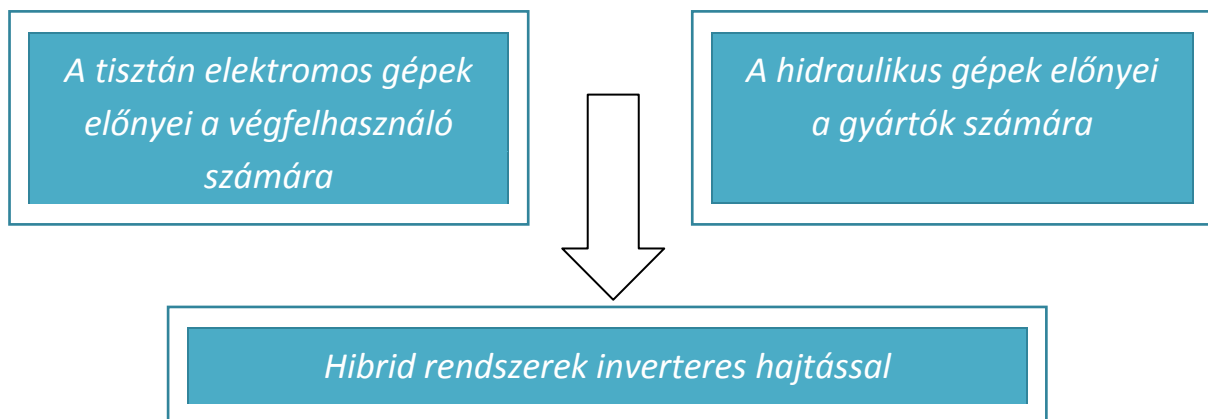 A tisztán elektromos gépek
előnyei a végfelhasználó
számára
A hidraulikus gépek előnyei
a gyártók számára
Hibrid rendszerek inverteres hajtással